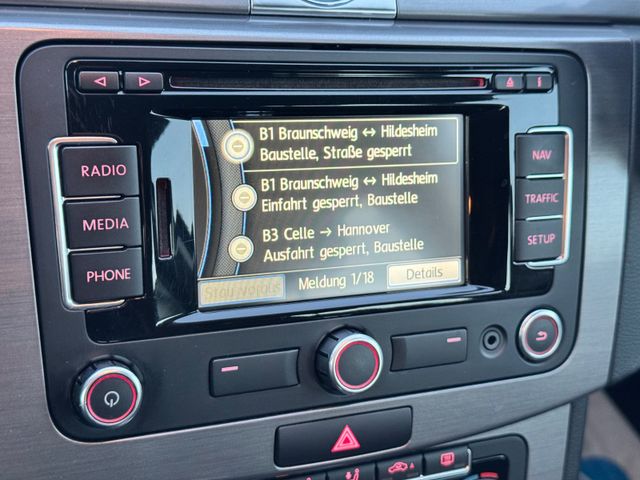 B1 Braunschweig ↔ Hildesheim
Baustelle, Straße gesperrt
B1 Braunschweig ↔ Hildesheim
Einfahrt gesperrt, Baustelle
B3 Celle → Hannover
Ausfahrt gesperrt, Baustelle
Meldung 1/18
Details
RADIO
MEDIA
PHONE
NAV
TRAFFIC
SETUP